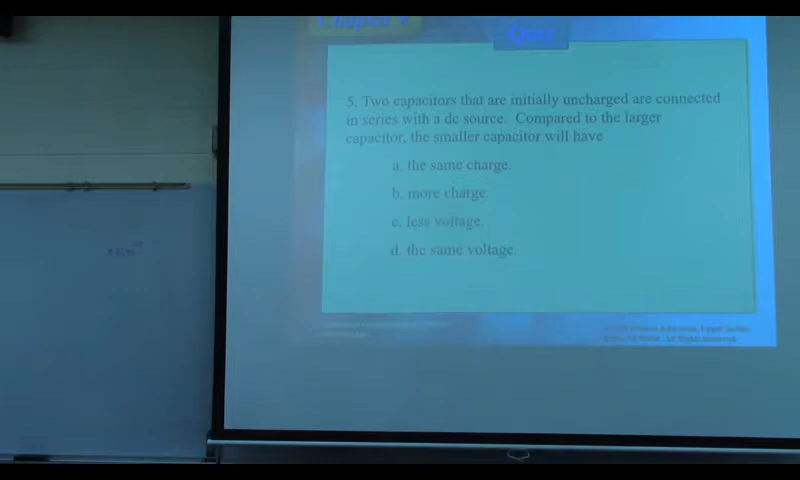 Chapter
Quiz
5. Two capacitors that are initially uncharged are connected
in series with a dc source. Compared to the larger
capacitor, the smaller capacitor will have
a. the same charge.
b. more charge.
c. less voltage.
d. the same voltage.